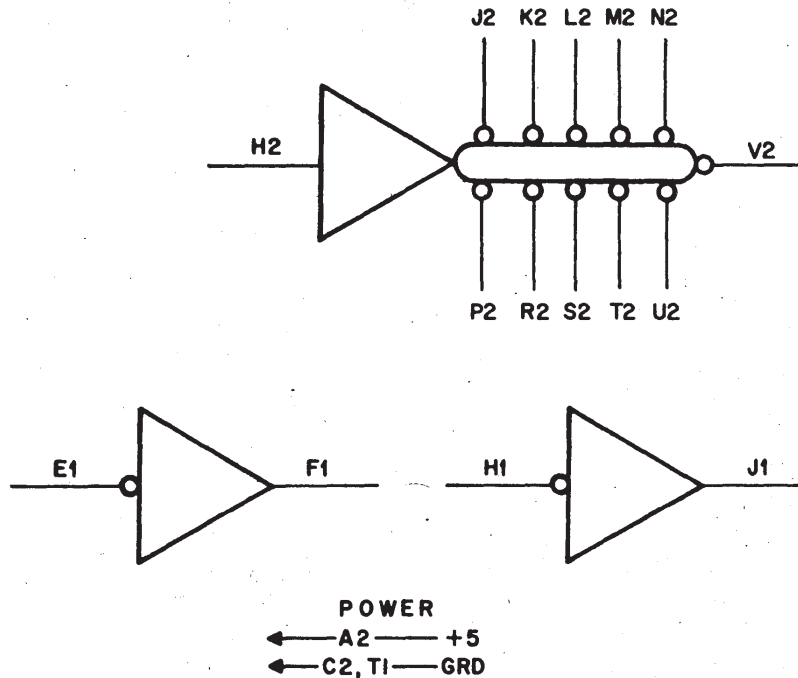 J2 K2 L2 M2 N2
H2 V2
P2 R2 S2 T2 U2
E1 F1 H1 J1
POWER
A2 +5
C2, T1 GRD